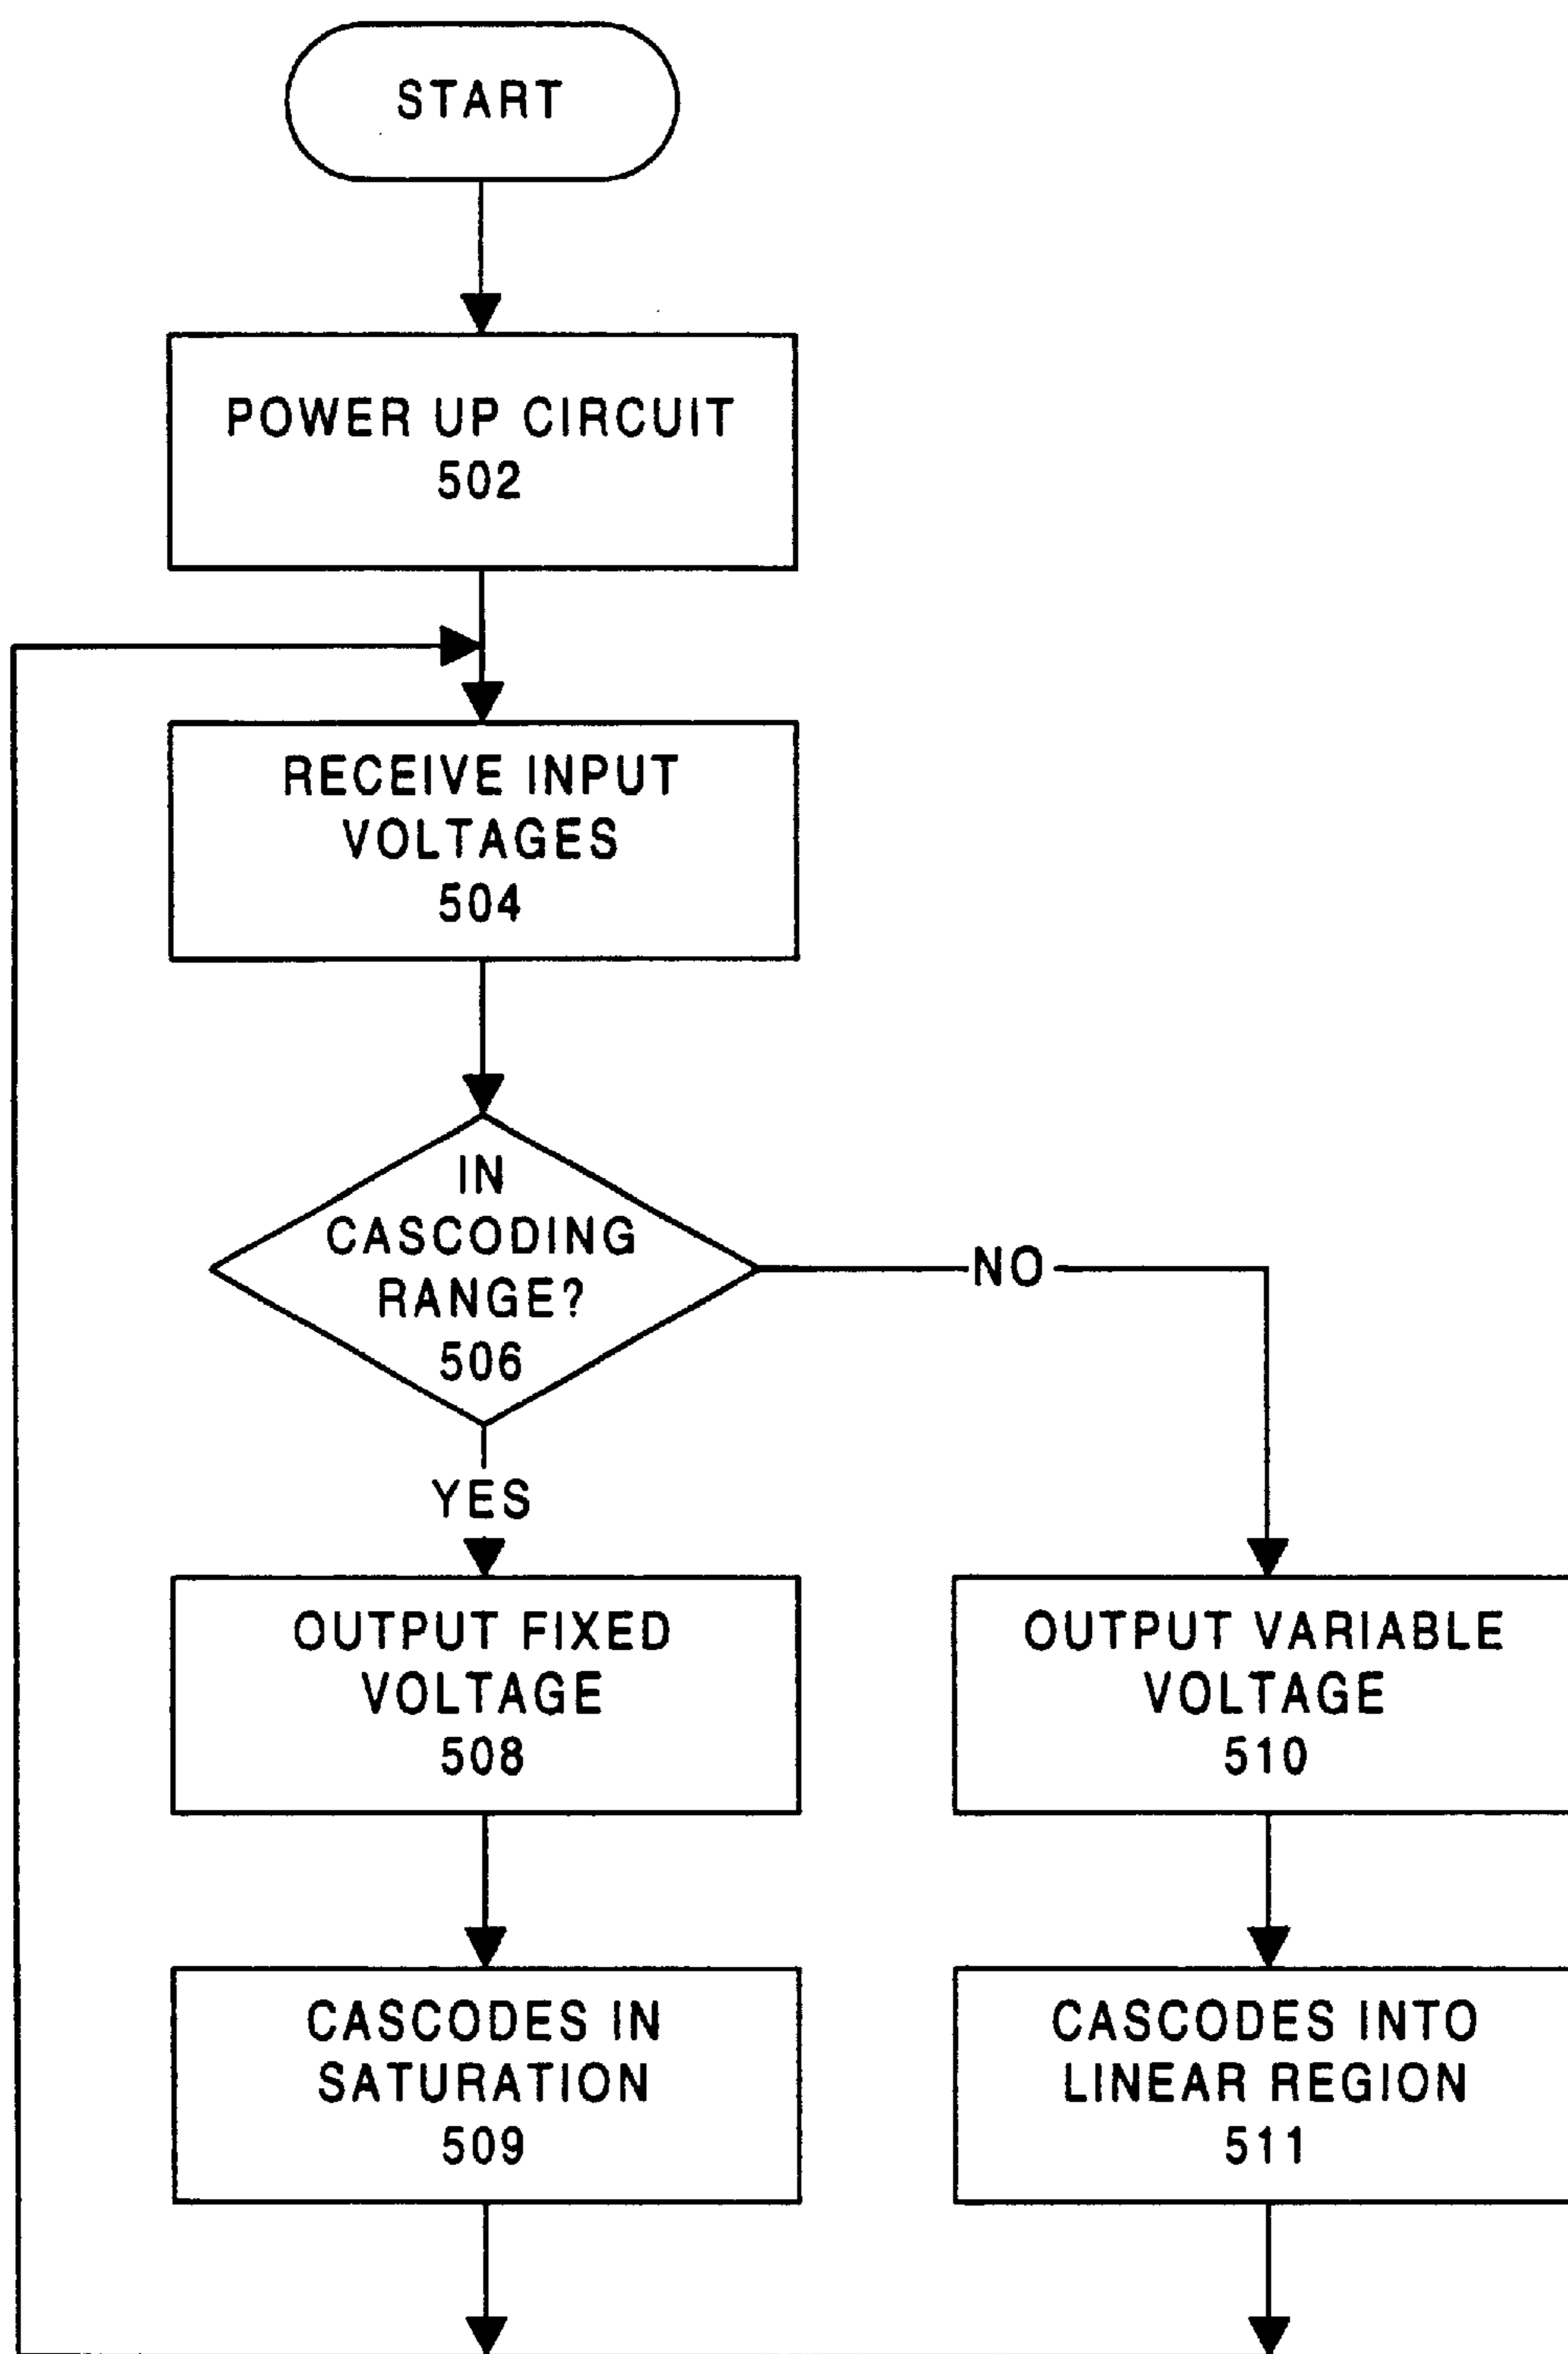 START
POWER UP CIRCUIT
502
RECEIVE INPUT
VOLTAGES
504
IN
CASCODING
RANGE?
506
NO
YES
OUTPUT FIXED
VOLTAGE
508
OUTPUT VARIABLE
VOLTAGE
510
CASCODES IN
SATURATION
509
CASCODES INTO
LINEAR REGION
511